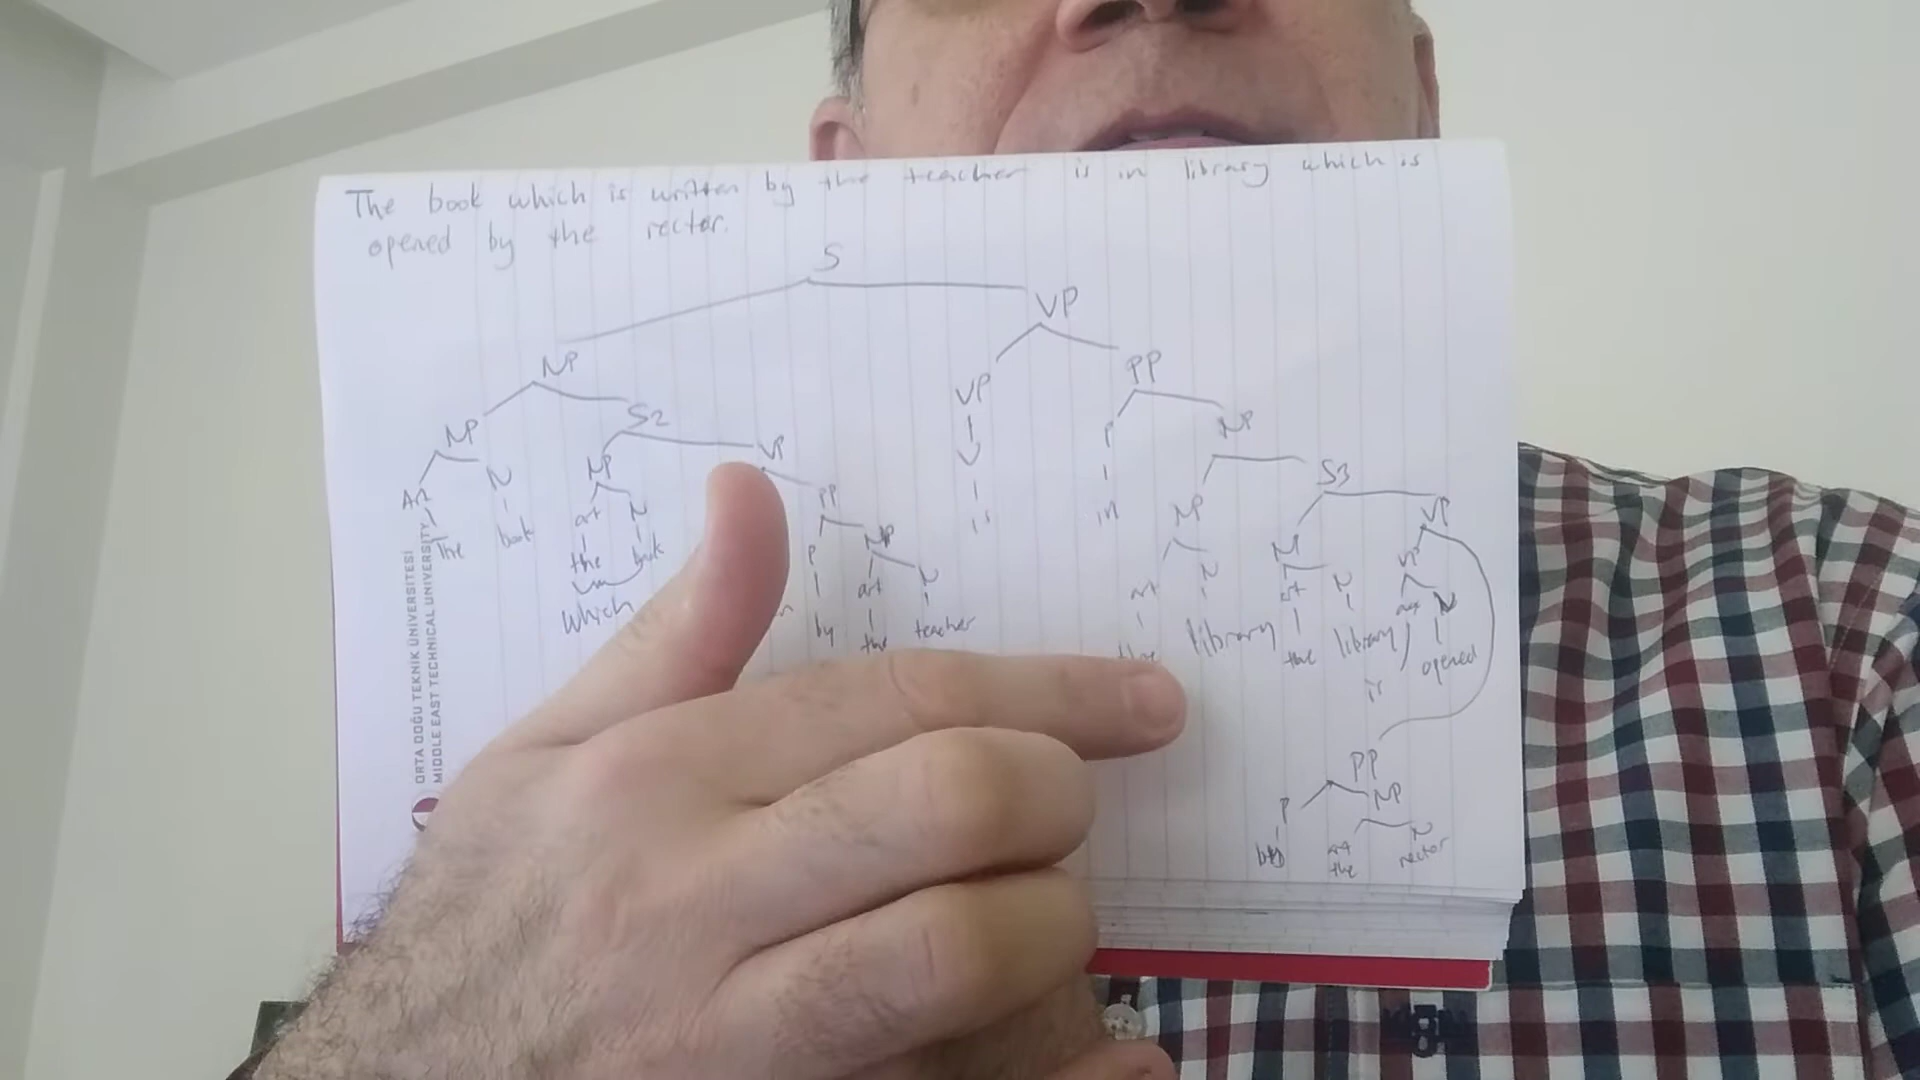 The book which is written by the teacher is in library which is
opened by the rector.
S
NP VP
VP PP
NP S2
V P NP
NP VP
Art N
art N PP
is in
NP S3
The book
the book
P NP
art N
NP VP
art N
which
by the teacher
the library
the library
is opened
PP
P NP
by
art N
the rector
ORTA DOĞU TEKNİK ÜNİVERSİTESİ
MIDDLE EAST TECHNICAL UNIVERSITY